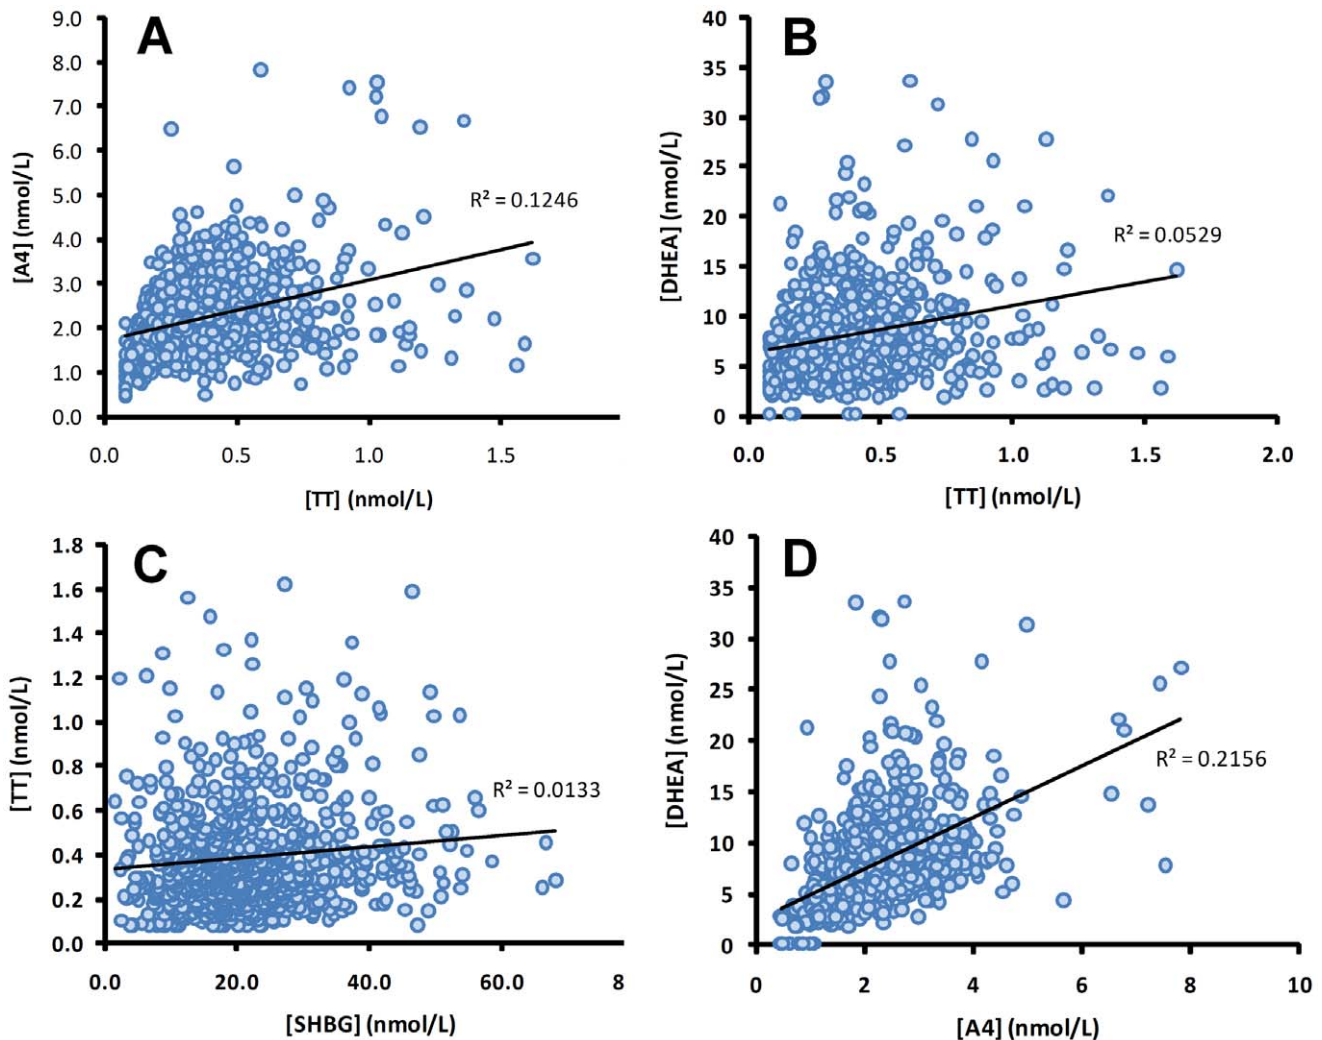 A
9.0
8.0
7.0
6.0
5.0
4.0
3.0
2.0
1.0
0.0
[A4] (nmol/L)
R² = 0.1246
0.0 0.5 1.0 1.5
[TT] (nmol/L)
B
40
35
30
25
20
15
10
5
0
[DHEA] (nmol/L)
R² = 0.0529
0.0 0.5 1.0 1.5 2.0
[TT] (nmol/L)
C
1.8
1.6
1.4
1.2
1.0
0.8
0.6
0.4
0.2
0.0
[TT] (nmol/L)
R² = 0.0133
0.0 20.0 40.0 60.0 8
[SHBG] (nmol/L)
D
40
35
30
25
20
15
10
5
0
[DHEA] (nmol/L)
R² = 0.2156
0 2 4 6 8 10
[A4] (nmol/L)